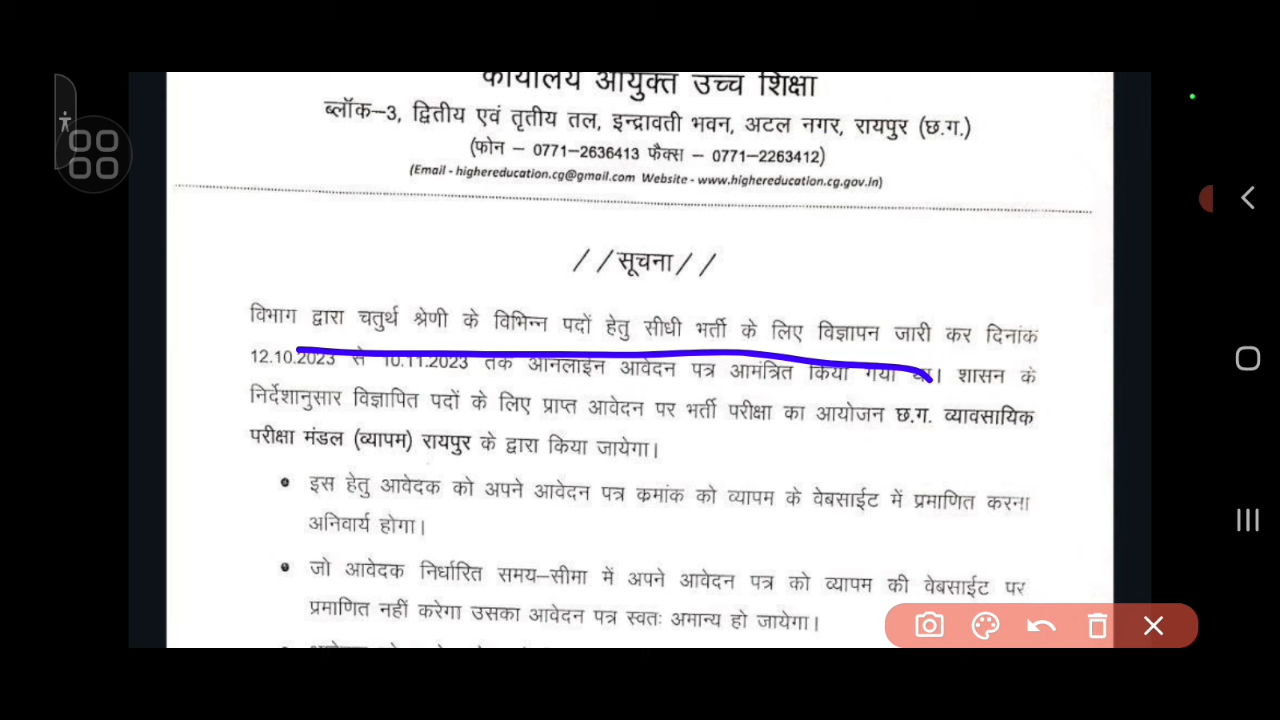 कार्यालय आयुक्त उच्च शिक्षा
ब्लॉक–3, द्वितीय एवं तृतीय तल, इन्द्रावती भवन, अटल नगर, रायपुर (छ.ग.)
(फोन – 0771–2636413 फैक्स – 0771–2263412)
(Email - highereducation.cg@gmail.com Website - www.highereducation.cg.gov.in)
//सूचना//
विभाग द्वारा चतुर्थ श्रेणी के विभिन्न पदों हेतु सीधी भर्ती के लिए विज्ञापन जारी कर दिनांक
12.10.2023 से 10.11.2023 तक ऑनलाईन आवेदन पत्र आमंत्रित किया गया था। शासन के
निर्देशानुसार विज्ञापित पदों के लिए प्राप्त आवेदन पर भर्ती परीक्षा का आयोजन छ.ग. व्यावसायिक
परीक्षा मंडल (व्यापम) रायपुर के द्वारा किया जायेगा।
• इस हेतु आवेदक को अपने आवेदन पत्र कमांक को व्यापम के वेबसाईट में प्रमाणित करना
अनिवार्य होगा।
• जो आवेदक निर्धारित समय–सीमा में अपने आवेदन पत्र को व्यापम की वेबसाईट पर
प्रमाणित नहीं करेगा उसका आवेदन पत्र स्वतः अमान्य हो जायेगा।